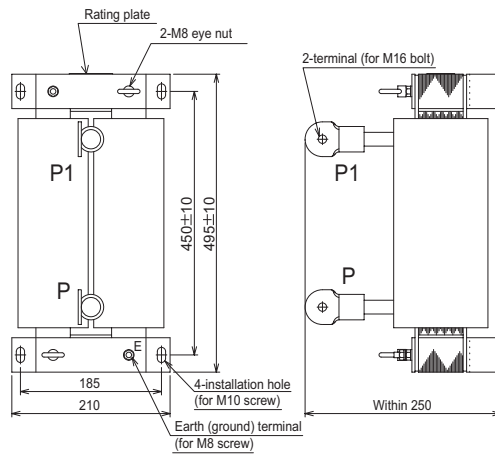 Rating plate
2-M8 eye nut
2-terminal (for M16 bolt)
P1
P1
450±10
495±10
P
P
E
185
4-installation hole
(for M10 screw)
210
Within 250
Earth (ground) terminal
(for M8 screw)